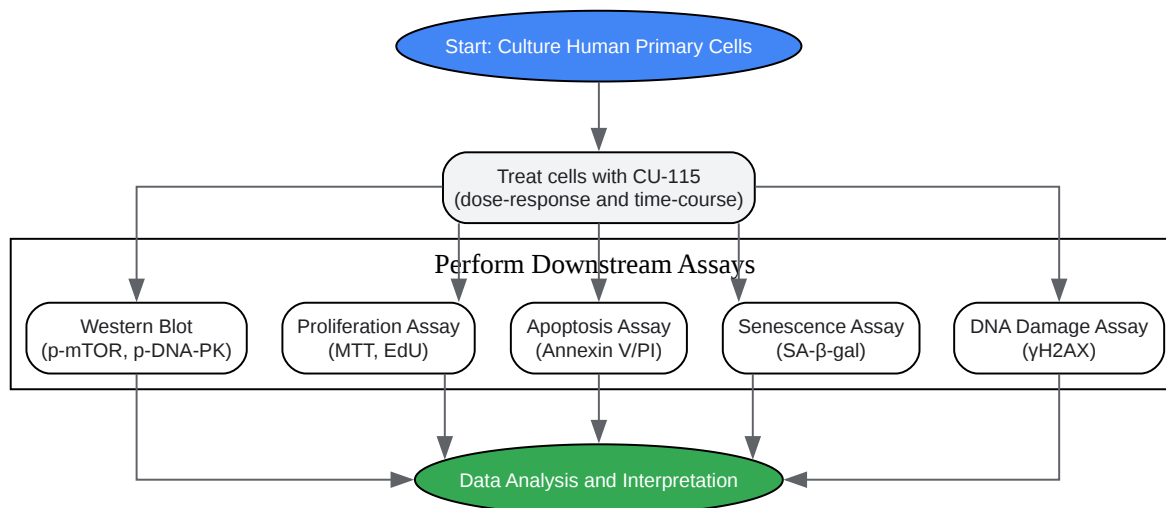 Start: Culture Human Primary Cells
Treat cells with CU-115
(dose-response and time-course)
Perform Downstream Assays
Western Blot
(p-mTOR, p-DNA-PK)
Proliferation Assay
(MTT, EdU)
Apoptosis Assay
(Annexin V/PI)
Senescence Assay
(SA-β-gal)
DNA Damage Assay
(γH2AX)
Data Analysis and Interpretation